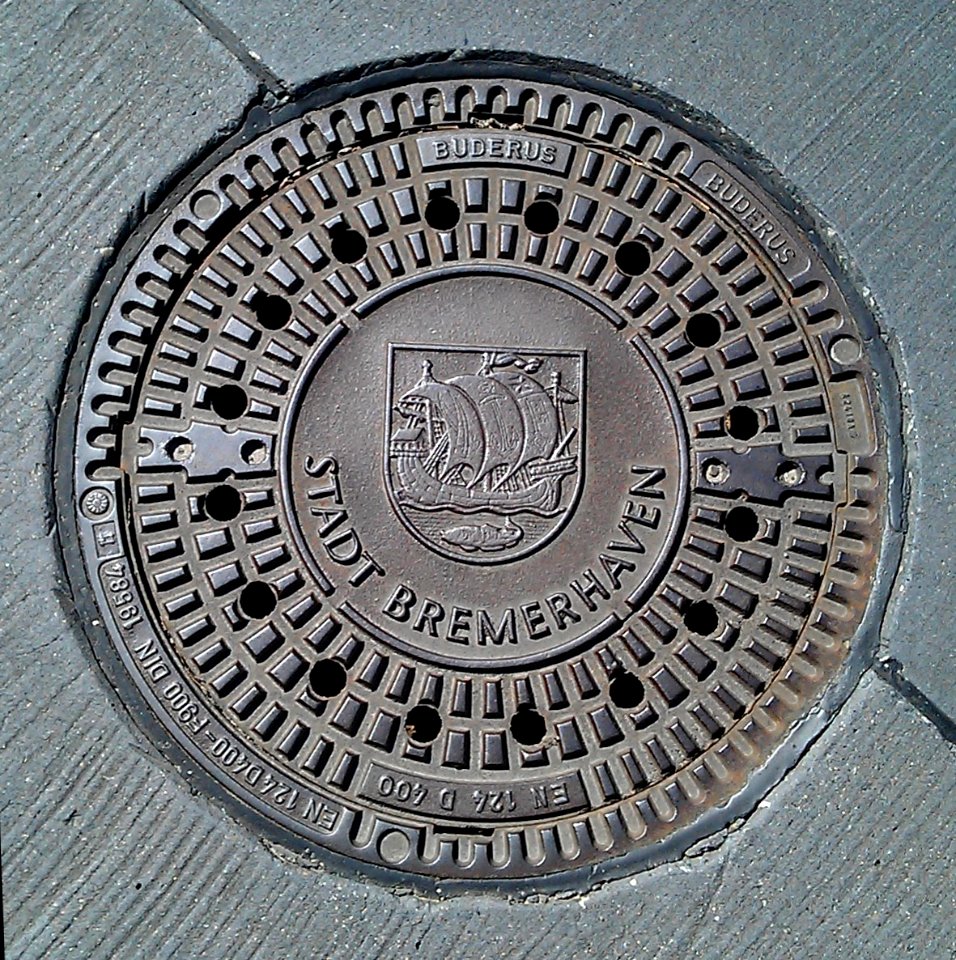 BUDERUS
BUDERUS
STADT BREMERHAVEN
EN 124 D 400
EN 124 D400-F900 DIN 19584